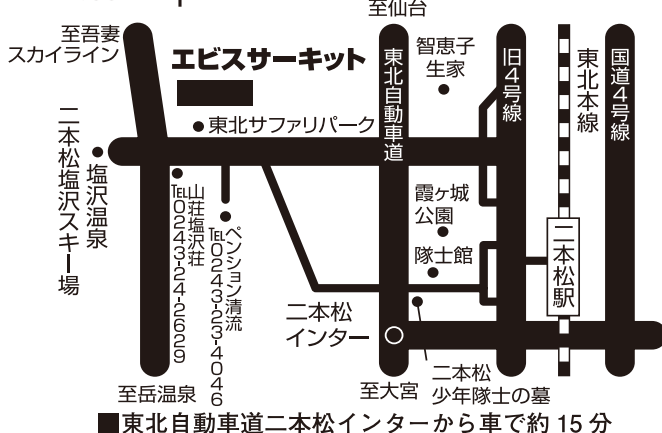 至仙台
至吾妻
スカイライン
エビスサーキット
東北自動車道
智恵子
生家
旧4号線
東北本線
国道4号線
東北サファリパーク
二本松塩沢スキー場
塩沢温泉
山荘塩沢荘
TEL0243-24-2629
ペンション清流
TEL0243-23-4046
霞ヶ城
公園
隊士館
二本松駅
二本松
インター
至岳温泉
至大宮
二本松
少年隊士の墓
■東北自動車道二本松インターから車で約15分